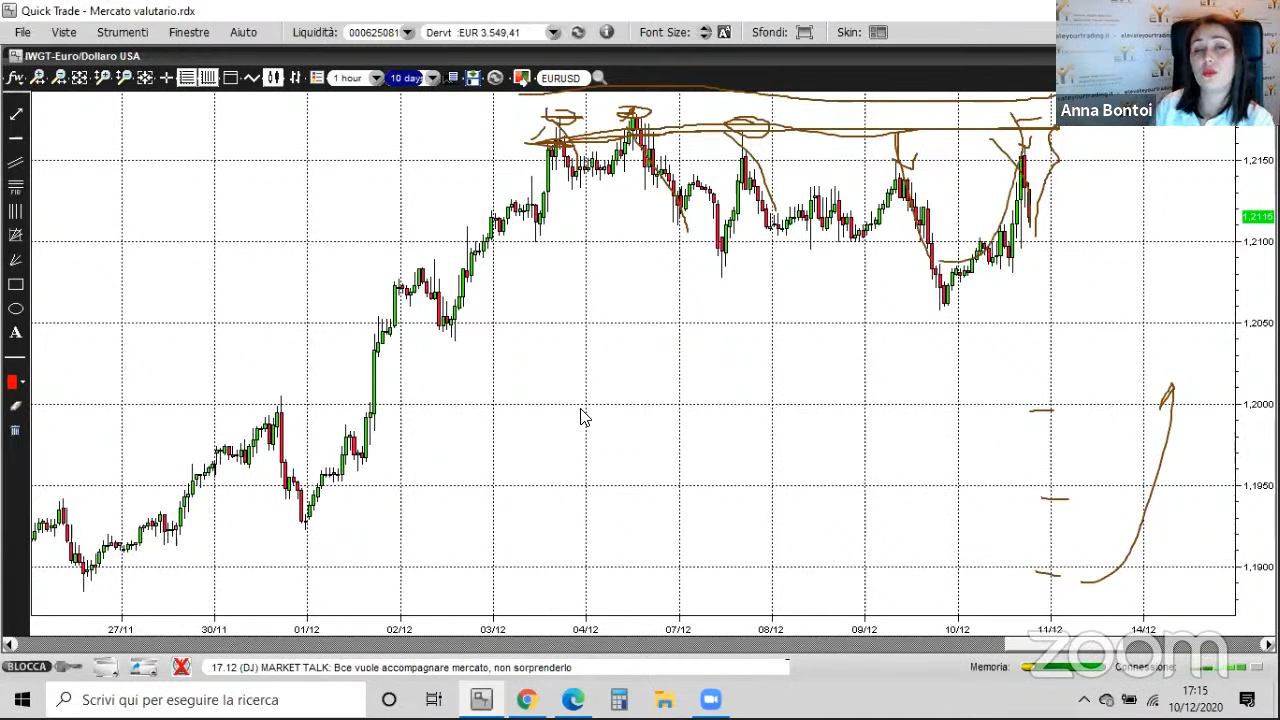 Quick Trade - Mercato valutario.rdx
File Viste Strumenti Finestre Aiuto Liquidità: Dervt :EUR 3.549,41 Font Size: Sfondi: Skin:
IWGT-Euro/Dollaro USA
1 hour 10 days EURUSD
Anna Bontoi
1,2150
1,2116
1,2100
1,2050
1,2000
1,1950
1,1900
27/11 30/11 01/12 02/12 03/12 04/12 07/12 08/12 09/12 10/12 11/12 14/12
BLOCCA 17.12 (DJ) MARKET TALK: Bce vuole accompagnare mercato, non sorprenderlo Memoria: Connessione:
zoom
Scrivi qui per eseguire la ricerca
17:15
10/12/2020